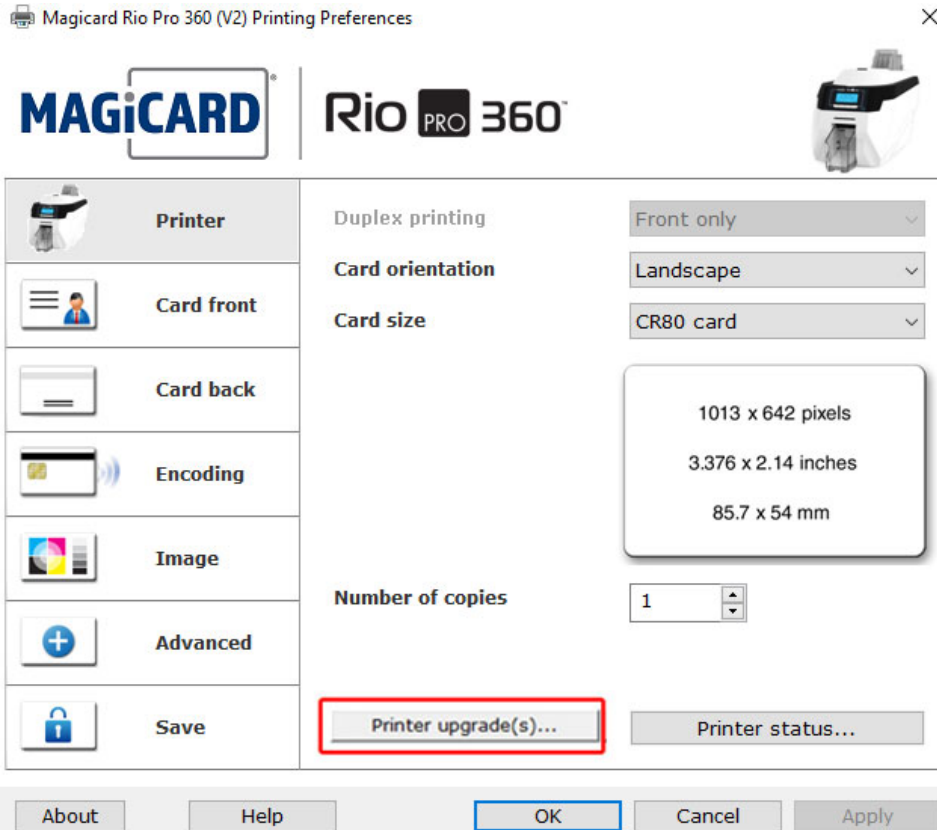 Magicard Rio Pro 360 (V2) Printing Preferences
MAGiCARD®
Rio PRO 360™
Printer
Card front
Card back
Encoding
Image
Advanced
Save
Duplex printing
Front only
Card orientation
Landscape
Card size
CR80 card
1013 x 642 pixels
3.376 x 2.14 inches
85.7 x 54 mm
Number of copies
1
Printer upgrade(s)...
Printer status...
About
Help
OK
Cancel
Apply